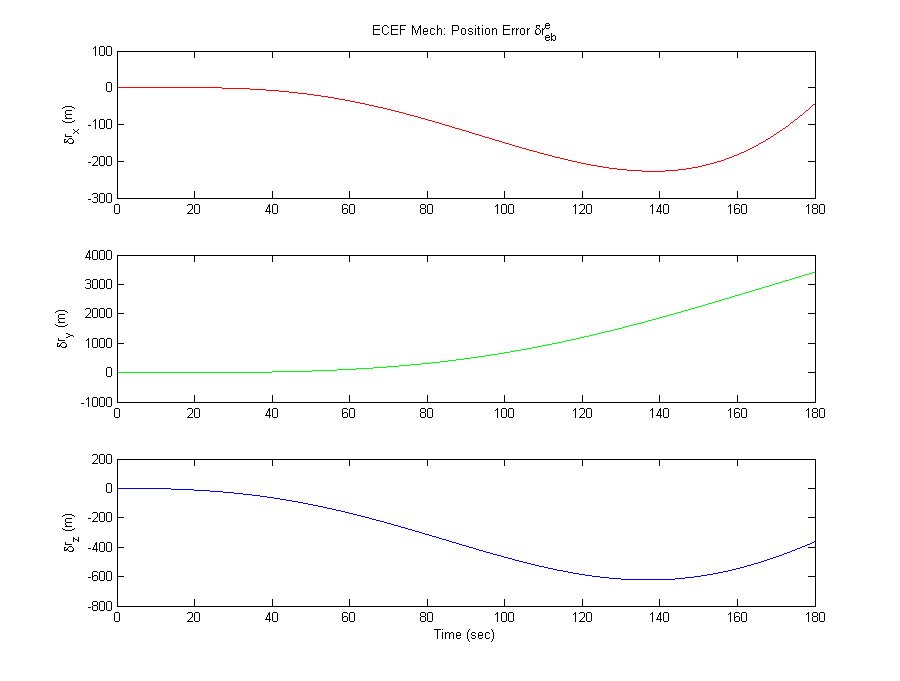 ECEF Mech: Position Error δr^e_eb
100
0
-100
-200
-300
δr_x (m)
0 20 40 60 80 100 120 140 160 180
4000
3000
2000
1000
0
-1000
δr_y (m)
0 20 40 60 80 100 120 140 160 180
200
0
-200
-400
-600
-800
δr_z (m)
0 20 40 60 80 100 120 140 160 180
Time (sec)